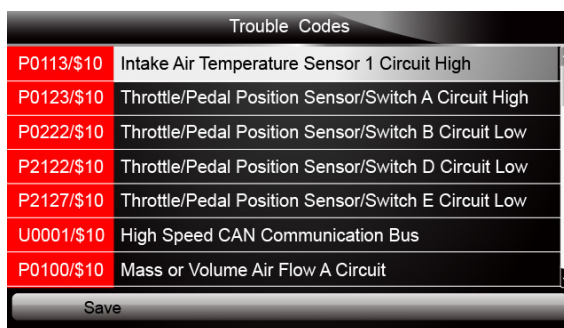 Trouble Codes
P0113/$10 Intake Air Temperature Sensor 1 Circuit High
P0123/$10 Throttle/Pedal Position Sensor/Switch A Circuit High
P0222/$10 Throttle/Pedal Position Sensor/Switch B Circuit Low
P2122/$10 Throttle/Pedal Position Sensor/Switch D Circuit Low
P2127/$10 Throttle/Pedal Position Sensor/Switch E Circuit Low
U0001/$10 High Speed CAN Communication Bus
P0100/$10 Mass or Volume Air Flow A Circuit
Save